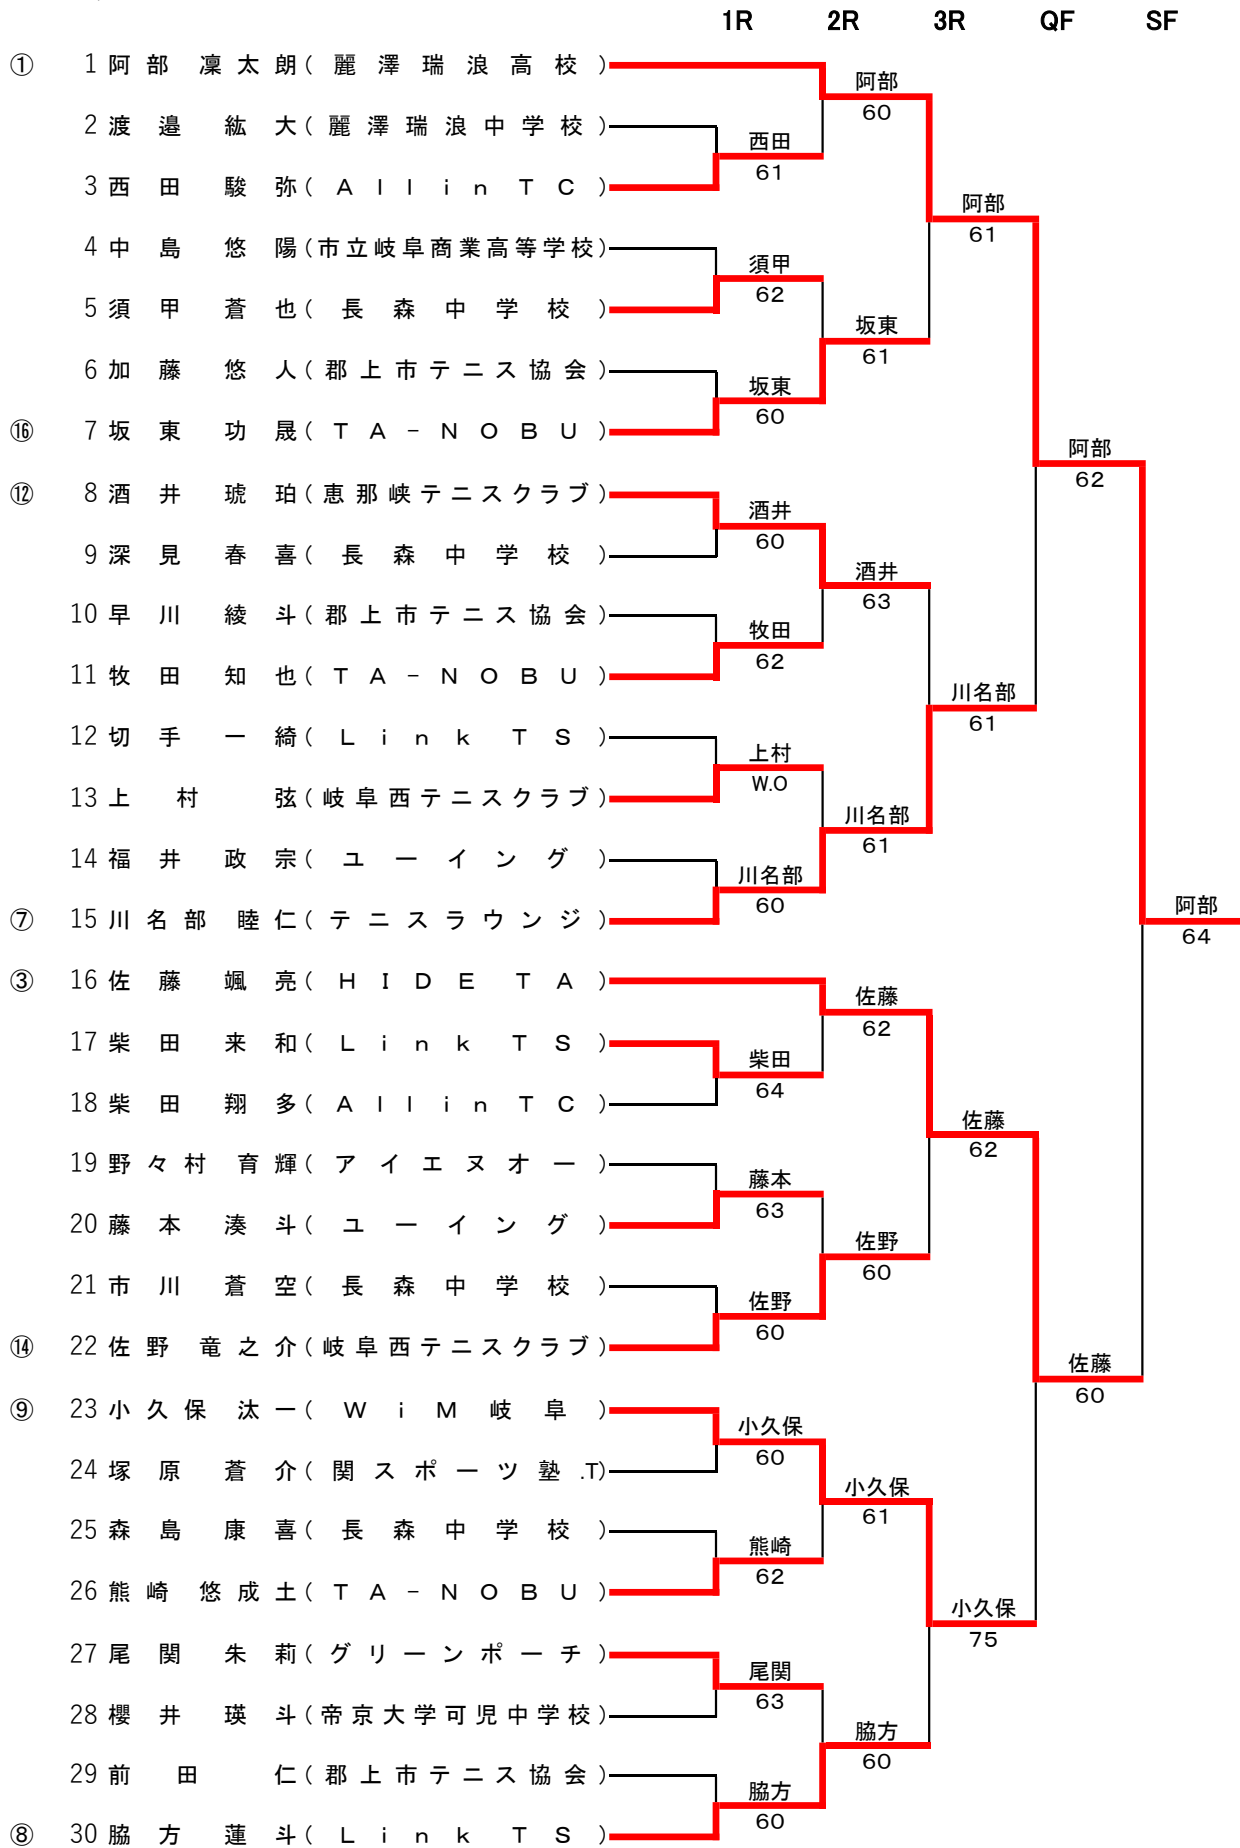 1R 2R 3R QF SF
① 1 阿部 凜太朗(麗澤瑞浪高校)
阿部
60
2 渡邉 紘大(麗澤瑞浪中学校)
西田
61
3 西田 駿弥(All in TC)
阿部
61
4 中島 悠陽(市立岐阜商業高等学校)
須甲
62
5 須甲 蒼也(長森中学校)
坂東
61
6 加藤 悠人(郡上市テニス協会)
坂東
60
⑯ 7 坂東 功晟(TA-NOBU)
阿部
62
⑫ 8 酒井 琥珀(恵那峡テニスクラブ)
酒井
60
9 深見 春喜(長森中学校)
酒井
63
10 早川 綾斗(郡上市テニス協会)
牧田
62
11 牧田 知也(TA-NOBU)
川名部
61
12 切手 一綺(Link TS)
上村
W.O
13 上村 弦(岐阜西テニスクラブ)
川名部
61
14 福井 政宗(ユーイング)
川名部
60
⑦ 15 川名部 睦仁(テニスラウンジ)
阿部
64
③ 16 佐藤 颯亮(HIDE TA)
佐藤
62
17 柴田 来和(Link TS)
柴田
64
18 柴田 翔多(All in TC)
佐藤
62
19 野々村 育輝(アイエヌオー)
藤本
63
20 藤本 湊斗(ユーイング)
佐野
60
21 市川 蒼空(長森中学校)
佐野
60
⑭ 22 佐野 竜之介(岐阜西テニスクラブ)
佐藤
60
⑨ 23 小久保 汰一(WiM岐阜)
小久保
60
24 塚原 蒼介(関スポーツ塾.T)
小久保
61
25 森島 康喜(長森中学校)
熊崎
62
26 熊崎 悠成土(TA-NOBU)
小久保
75
27 尾関 朱莉(グリーンポーチ)
尾関
63
28 櫻井 瑛斗(帝京大学可児中学校)
脇方
60
29 前田 仁(郡上市テニス協会)
脇方
60
⑧ 30 脇方 蓮斗(Link TS)